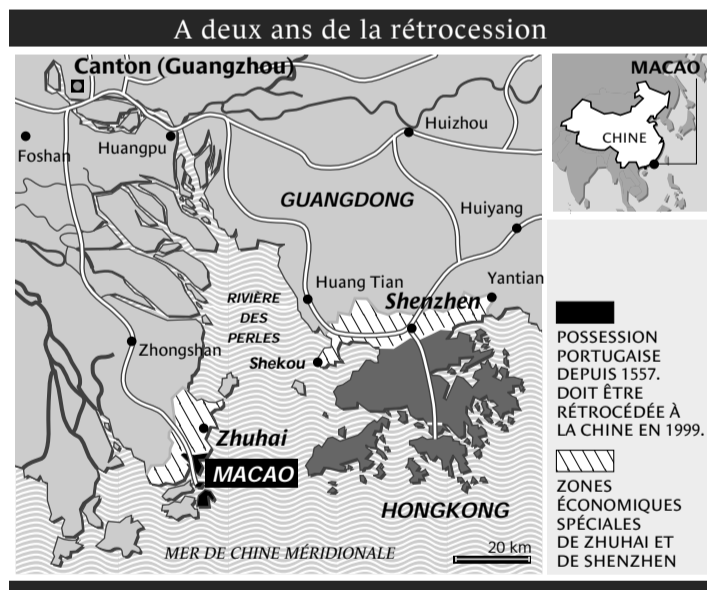 A deux ans de la rétrocession
Canton (Guangzhou)
MACAO
CHINE
Foshan
Huangpu
Huizhou
GUANGDONG
Huiyang
Huang Tian
Yantian
Shenzhen
RIVIÈRE
DES
PERLES
Zhongshan
Shekou
Zhuhai
MACAO
HONGKONG
MER DE CHINE MÉRIDIONALE
20 km
POSSESSION
PORTUGAISE
DEPUIS 1557.
DOIT ÊTRE
RÉTROCÉDÉE À
LA CHINE EN 1999.
ZONES
ÉCONOMIQUES
SPÉCIALES
DE ZHUHAI ET
DE SHENZHEN